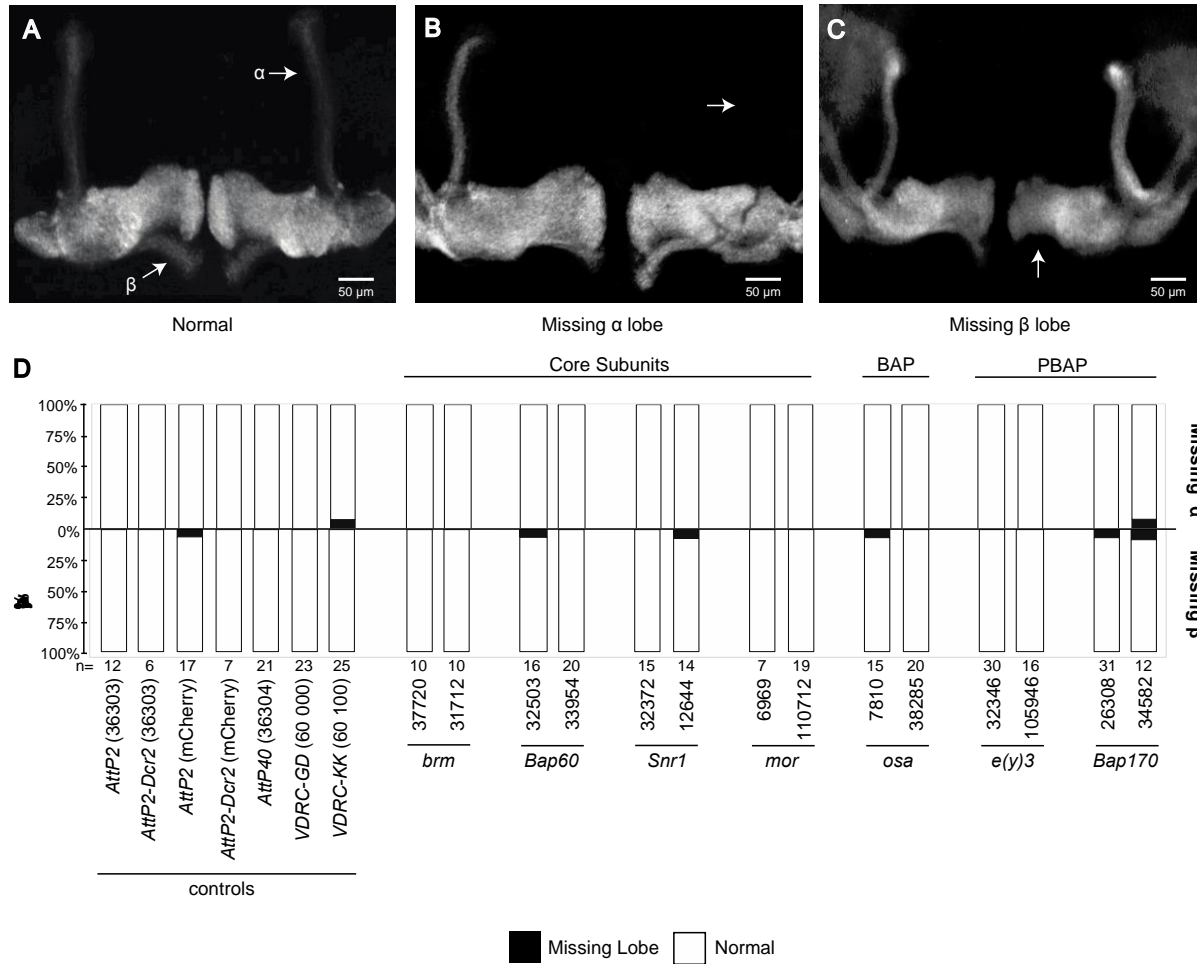 A
B
C
α
β
50 µm
50 µm
50 µm
Normal
Missing α lobe
Missing β lobe
D
Core Subunits
BAP
PBAP
100%
75%
50%
25%
0%
25%
50%
75%
100%
Missing α
Missing β
n= 12 6 17 7 21 23 25 10 10 16 20 15 14 7 19 15 20 30 16 31 12
AttP2 (36303)
AttP2-Dcr2 (36303)
AttP2 (mCherry)
AttP2-Dcr2 (mCherry)
AttP40 (36304)
VDRC-GD (60 000)
VDRC-KK (60 100)
37720
31712
32503
33954
32372
12644
6969
110712
7810
38285
32346
105946
26308
34582
brm
Bap60
Snr1
mor
osa
e(y)3
Bap170
controls
Missing Lobe
Normal